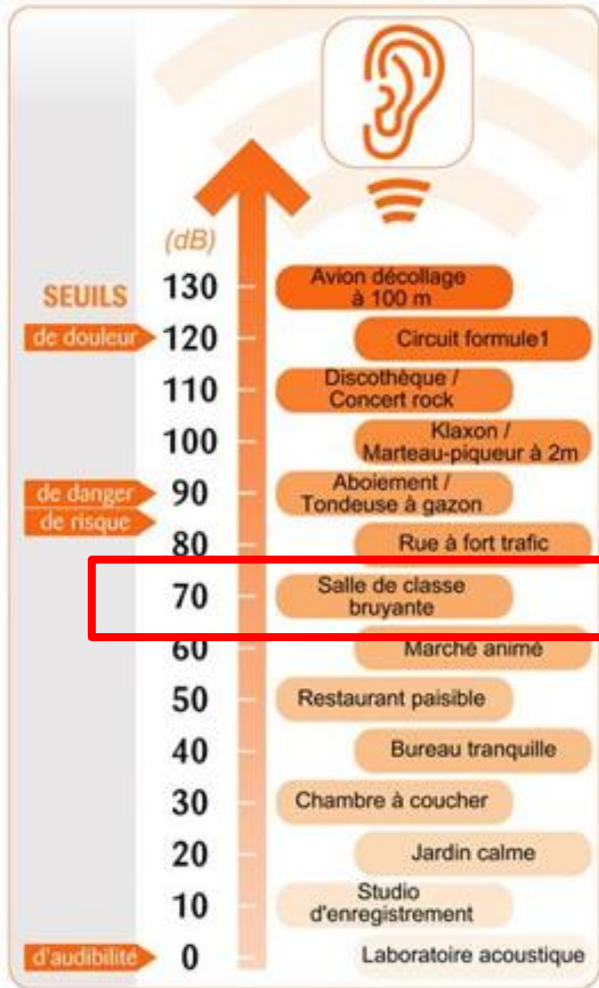 (dB)
SEUILS
130
Avion décollage
à 100 m
de douleur
120
Circuit formule1
110
Discothèque /
Concert rock
100
Klaxon /
Marteau-piqueur à 2m
de danger
90
Aboiement /
Tondeuse à gazon
de risque
80
Rue à fort trafic
70
Salle de classe
bruyante
60
Marché animé
50
Restaurant paisible
40
Bureau tranquille
30
Chambre à coucher
20
Jardin calme
10
Studio
d'enregistrement
d'audibilité
0
Laboratoire acoustique